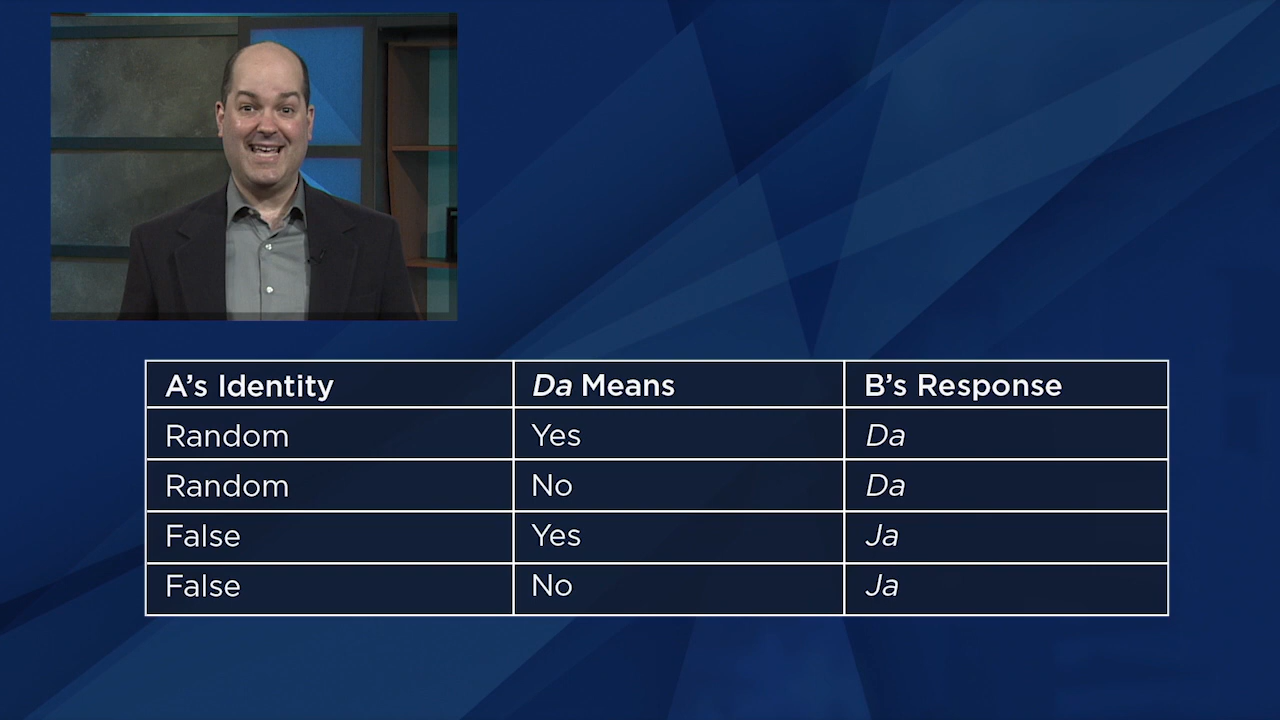 A's Identity Da Means B's Response
Random Yes Da
Random No Da
False Yes Ja
False No Ja